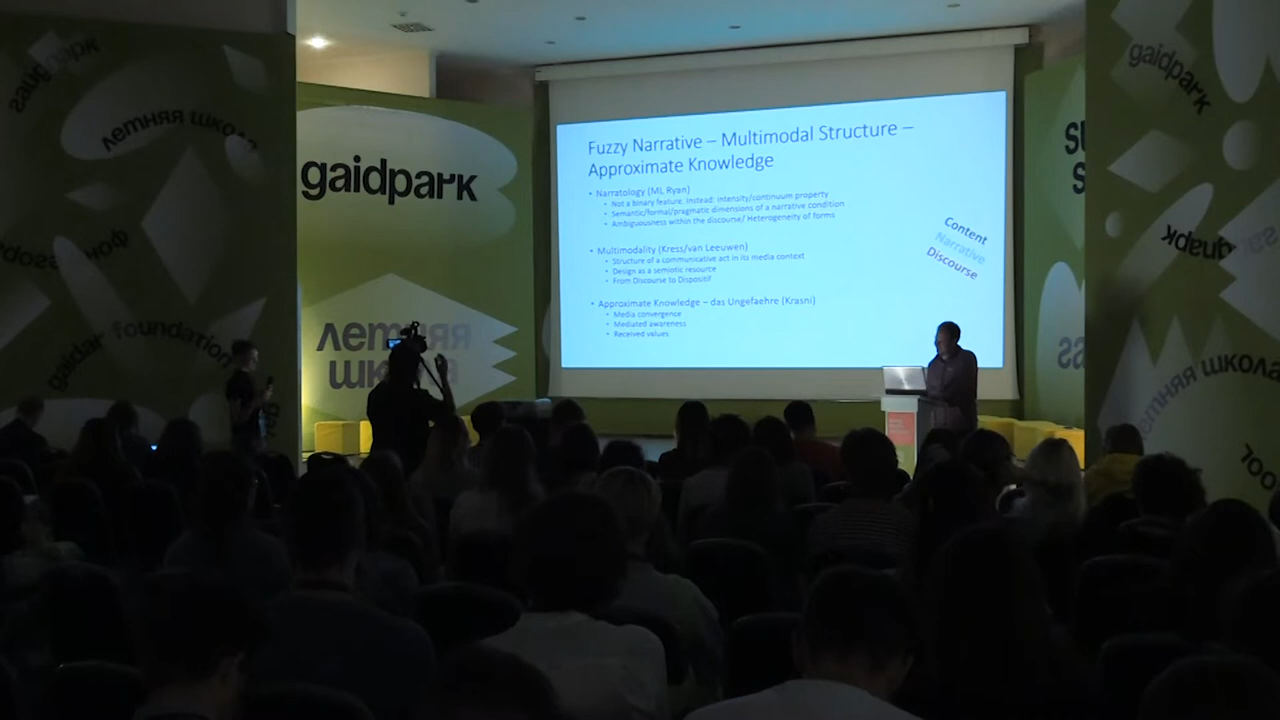 gaidpark
летняя школа
gaidpark
летняя
шк
gaidar foundation
Fuzzy Narrative – Multimodal Structure –
Approximate Knowledge
• Narratology (ML Ryan)
• Not a binary feature. Instead: intensity/continuum property
• Semantic/formal/pragmatic dimensions of a narrative condition
• Ambiguousness within the discourse/ Heterogeneity of forms
• Multimodality (Kress/van Leeuwen)
• Structure of a communicative act in its media context
• Design as a semiotic resource
• From Discourse to Dispositif
• Approximate Knowledge – das Ungefaehre (Krasni)
• Media convergence
• Mediated awareness
• Received values
Content
Narrative
Discourse
gaidpark
летняя школа